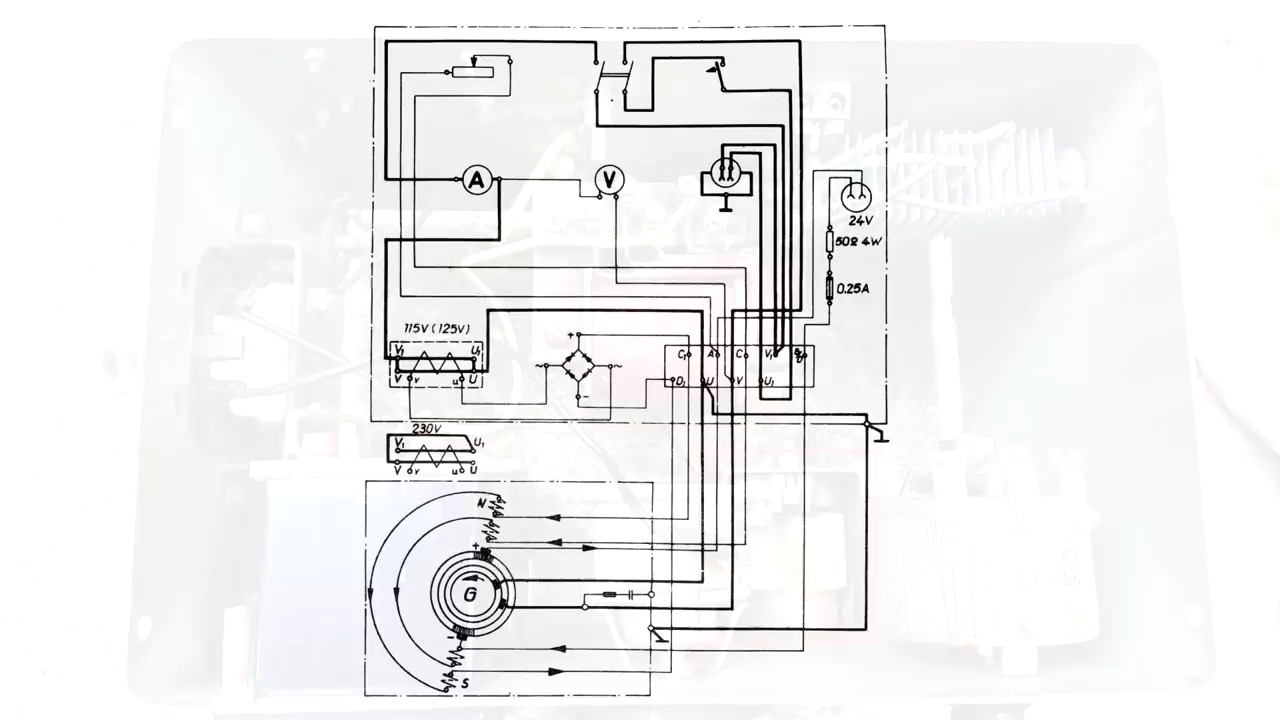 A
V
24V
50Ω 4W
0.25A
115V (125V)
V₁ U₁
V v u U
+
~ ~
-
C₁ A C V₁
D₁ U V U₁
230V
V₁ U₁
V v u U
N
+
G
-
S